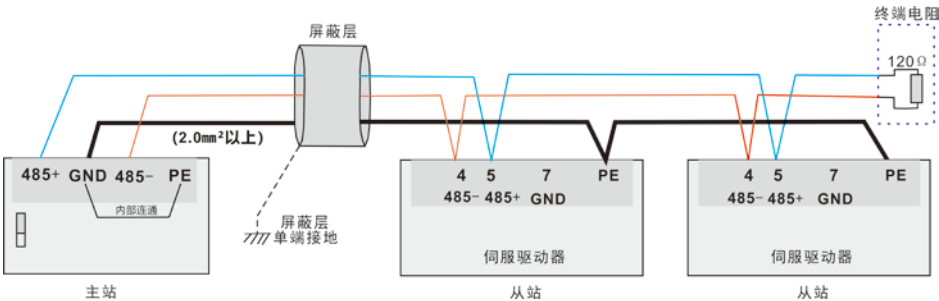 终端电阻
屏蔽层
120Ω
(2.0mm²以上)
485+ GND 485- PE
内部连通
4 5 7 PE
485- 485+ GND
4 5 7 PE
485- 485+ GND
屏蔽层
单端接地
伺服驱动器
伺服驱动器
主站
从站
从站